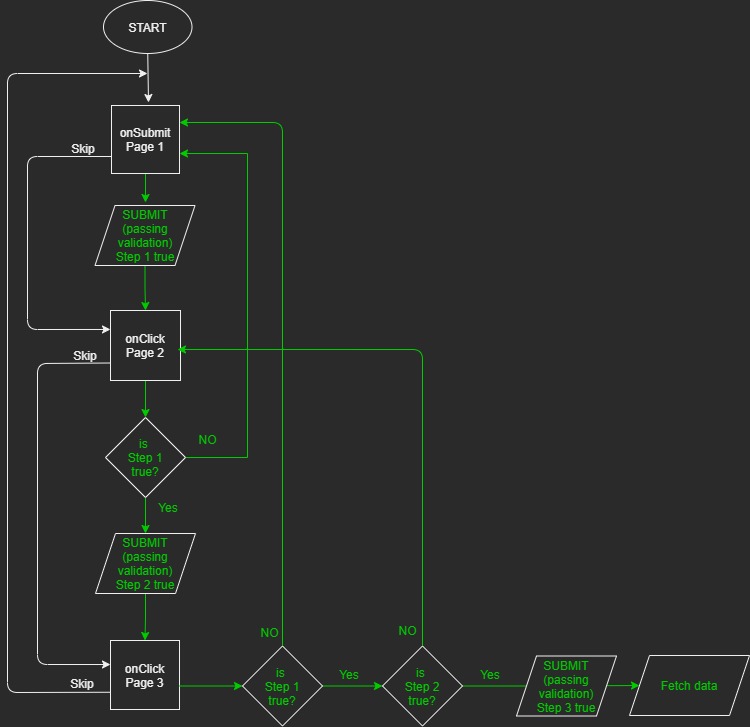 START
onSubmit
Page 1
Skip
SUBMIT
(passing
validation)
Step 1 true
onClick
Page 2
Skip
is
Step 1
true?
NO
Yes
SUBMIT
(passing
validation)
Step 2 true
onClick
Page 3
Skip
NO
is
Step 1
true?
Yes
NO
is
Step 2
true?
Yes
SUBMIT
(passing
validation)
Step 3 true
Fetch data